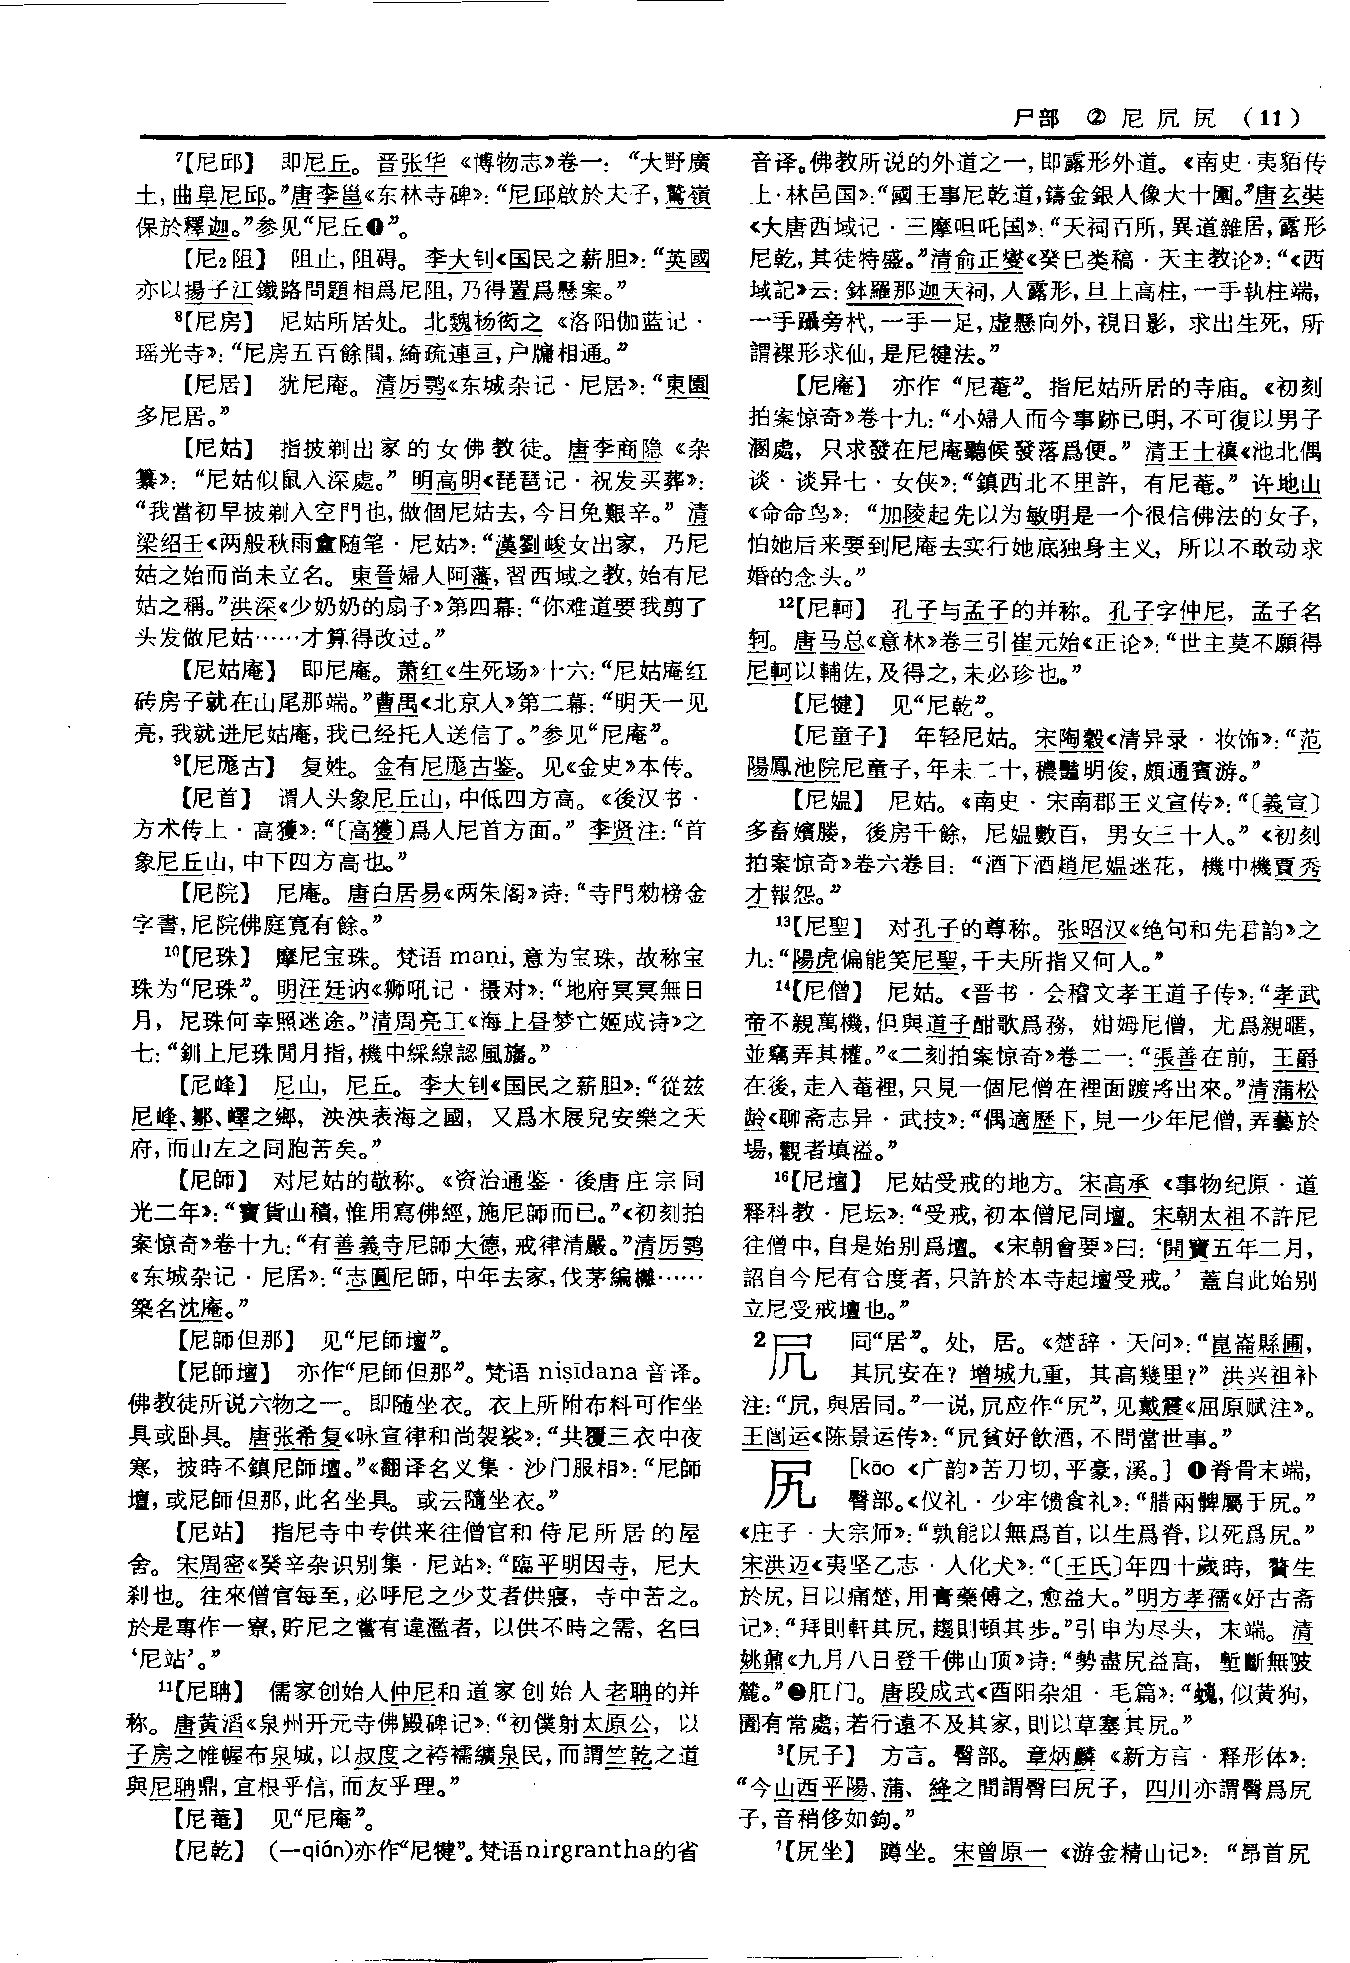 尸部 ② 尼 凥 尻 (11)
⁷【尼邱】 即尼丘。晋张华《博物志》卷一：“大野廣
土，曲阜尼邱。”唐李邕《东林寺碑》：“尼邱啟於夫子，鷲嶺
保於釋迦。”参见“尼丘❶”。
【尼₂阻】 阻止，阻碍。李大钊《国民之薪胆》：“英國
亦以揚子江鐵路問題相爲尼阻，乃得置爲懸案。”
⁸【尼房】 尼姑所居处。北魏杨衒之《洛阳伽蓝记·
瑶光寺》：“尼房五百餘間，綺疏連亘，户牖相通。”
【尼居】 犹尼庵。清厉鹗《东城杂记·尼居》：“東園
多尼居。”
【尼姑】 指披剃出家的女佛教徒。唐李商隐《杂
纂》：“尼姑似鼠入深處。”明高明《琵琶记·祝发买葬》：
“我當初早披剃入空門也，做個尼姑去，今日免艱辛。”清
梁绍壬《两般秋雨盦随笔·尼姑》：“漢劉峻女出家，乃尼
姑之始而尚未立名。東晉婦人阿藩，習西域之教，始有尼
姑之稱。”洪深《少奶奶的扇子》第四幕：“你难道要我剪了
头发做尼姑……才算得改过。”
【尼姑庵】 即尼庵。萧红《生死场》十六：“尼姑庵红
砖房子就在山尾那端。”曹禺《北京人》第二幕：“明天一见
亮，我就进尼姑庵，我已经托人送信了。”参见“尼庵”。
⁹【尼厖古】 复姓。金有尼厖古鉴。见《金史》本传。
【尼首】 谓人头象尼丘山，中低四方高。《後汉书·
方术传上·高獲》：“〔高獲〕爲人尼首方面。”李贤注：“首
象尼丘山，中下四方高也。”
【尼院】 尼庵。唐白居易《两朱阁》诗：“寺門勑榜金
字書，尼院佛庭寬有餘。”
¹⁰【尼珠】 摩尼宝珠。梵语 maṇi，意为宝珠，故称宝
珠为“尼珠”。明汪廷讷《狮吼记·摄对》：“地府冥冥無日
月，尼珠何幸照迷途。”清周亮工《海上昼梦亡姬成诗》之
七：“釧上尼珠閒月指，機中綵線認風旛。”
【尼峰】 尼山，尼丘。李大钊《国民之薪胆》：“從兹
尼峰、鄒、嶧之鄉，泱泱表海之國，又爲木屐兒安樂之天
府，而山左之同胞苦矣。”
【尼師】 对尼姑的敬称。《资治通鉴·後唐庄宗同
光二年》：“寶貨山積，惟用寫佛經，施尼師而已。”《初刻拍
案惊奇》卷十九：“有善義寺尼師大德，戒律清嚴。”清厉鹗
《东城杂记·尼居》：“志圓尼師，中年去家，伐茅編欐……
築名沈庵。”
【尼師但那】 见“尼師壇”。
【尼師壇】 亦作“尼師但那”。梵语 niṣīdana 音译。
佛教徒所说六物之一。即随坐衣。衣上所附布料可作坐
具或卧具。唐张希复《咏宣律和尚袈裟》：“共覆三衣中夜
寒，披時不鎮尼師壇。”《翻译名义集·沙门服相》：“尼師
壇，或尼師但那，此名坐具。或云隨坐衣。”
【尼站】 指尼寺中专供来往僧官和侍尼所居的屋
舍。宋周密《癸辛杂识别集·尼站》：“臨平明因寺，尼大
刹也。往來僧官每至，必呼尼之少艾者供寢，寺中苦之。
於是專作一寮，貯尼之嘗有違濫者，以供不時之需、名曰
‘尼站’。”
¹¹【尼聃】 儒家创始人仲尼和道家创始人老聃的并
称。唐黄滔《泉州开元寺佛殿碑记》：“初僕射太原公，以
子房之帷幄布泉城，以叔度之袴襦纊泉民，而謂竺乾之道
與尼聃鼎，宜根乎信，而友乎理。”
【尼菴】 见“尼庵”。
【尼乾】 （—qián）亦作“尼犍”。梵语 nirgrantha 的省
音译。佛教所说的外道之一，即露形外道。《南史·夷貊传
上·林邑国》：“國王事尼乾道，鑄金銀人像大十圍。”唐玄奘
《大唐西域记·三摩呾吒国》：“天祠百所，異道雜居，露形
尼乾，其徒特盛。”清俞正燮《癸巳类稿·天主教论》：“《西
域記》云：鉢羅那迦天祠，人露形，旦上高柱，一手執柱端，
一手躡旁杙，一手一足，虛懸向外，視日影，求出生死，所
謂裸形求仙，是尼犍法。”
【尼庵】 亦作“尼菴”。指尼姑所居的寺庙。《初刻
拍案惊奇》卷十九：“小婦人而今事跡已明，不可復以男子
溷處，只求發在尼庵聽候發落爲便。”清王士禛《池北偶
谈·谈异七·女侠》：“鎮西北不里許，有尼菴。”许地山
《命命鸟》：“加陵起先以为敏明是一个很信佛法的女子，
怕她后来要到尼庵去实行她底独身主义，所以不敢动求
婚的念头。”
¹²【尼軻】 孔子与孟子的并称。孔子字仲尼，孟子名
轲。唐马总《意林》卷三引崔元始《正论》：“世主莫不願得
尼軻以輔佐，及得之，未必珍也。”
【尼犍】 见“尼乾”。
【尼童子】 年轻尼姑。宋陶穀《清异录·妆饰》：“范
陽鳳池院尼童子，年未二十，穠豔明俊，頗通賓游。”
【尼媪】 尼姑。《南史·宋南郡王义宣传》：“〔義宣〕
多畜嬪媵，後房千餘，尼媪數百，男女三十人。”《初刻
拍案惊奇》卷六卷目：“酒下酒趙尼媪迷花，機中機賈秀
才報怨。”
¹³【尼聖】 对孔子的尊称。张昭汉《绝句和先君韵》之
九：“陽虎偏能笑尼聖，千夫所指又何人。”
¹⁴【尼僧】 尼姑。《晋书·会稽文孝王道子传》：“孝武
帝不親萬機，但與道子酣歌爲務，姏姆尼僧，尤爲親暱，
並竊弄其權。”《二刻拍案惊奇》卷二一：“張善在前，王爵
在後，走入菴裡，只見一個尼僧在裡面踱將出來。”清蒲松
龄《聊斋志异·武技》：“偶適歷下，見一少年尼僧，弄藝於
場，觀者填溢。”
¹⁶【尼壇】 尼姑受戒的地方。宋高承《事物纪原·道
释科教·尼坛》：“受戒，初本僧尼同壇。宋朝太祖不許尼
往僧中，自是始别爲壇。《宋朝會要》曰：‘開寶五年二月，
詔自今尼有合度者，只許於本寺起壇受戒。’蓋自此始别
立尼受戒壇也。”
²凥 同“居”。处，居。《楚辞·天问》：“崑崙縣圃，
其凥安在？增城九重，其高幾里？”洪兴祖补
注：“凥，與居同。”一说，凥应作“尻”，见戴震《屈原赋注》。
王闿运《陈景运传》：“凥貧好飲酒，不問當世事。”
尻 ［kāo 《广韵》苦刀切，平豪，溪。］❶脊骨末端，
臀部。《仪礼·少牢馈食礼》：“腊兩髀屬于尻。”
《庄子·大宗师》：“孰能以無爲首，以生爲脊，以死爲尻。”
宋洪迈《夷坚乙志·人化犬》：“〔王氏〕年四十歲時，贅生
於尻，日以痛楚，用膏藥傅之，愈益大。”明方孝孺《好古斋
记》：“拜則軒其尻，趨則頓其步。”引申为尽头，末端。清
姚鼐《九月八日登千佛山顶》诗：“勢盡尻益高，塹斷無陂
麓。”❷肛门。唐段成式《酉阳杂俎·毛篇》：“，似黄狗，
圊有常處；若行遠不及其家，則以草塞其尻。”
³【尻子】 方言。臀部。章炳麟《新方言·释形体》：
“今山西平陽、蒲、絳之間謂臀曰尻子，四川亦謂臀爲尻
子，音稍侈如鉤。”
⁷【尻坐】 蹲坐。宋曾原一《游金精山记》：“昂首尻